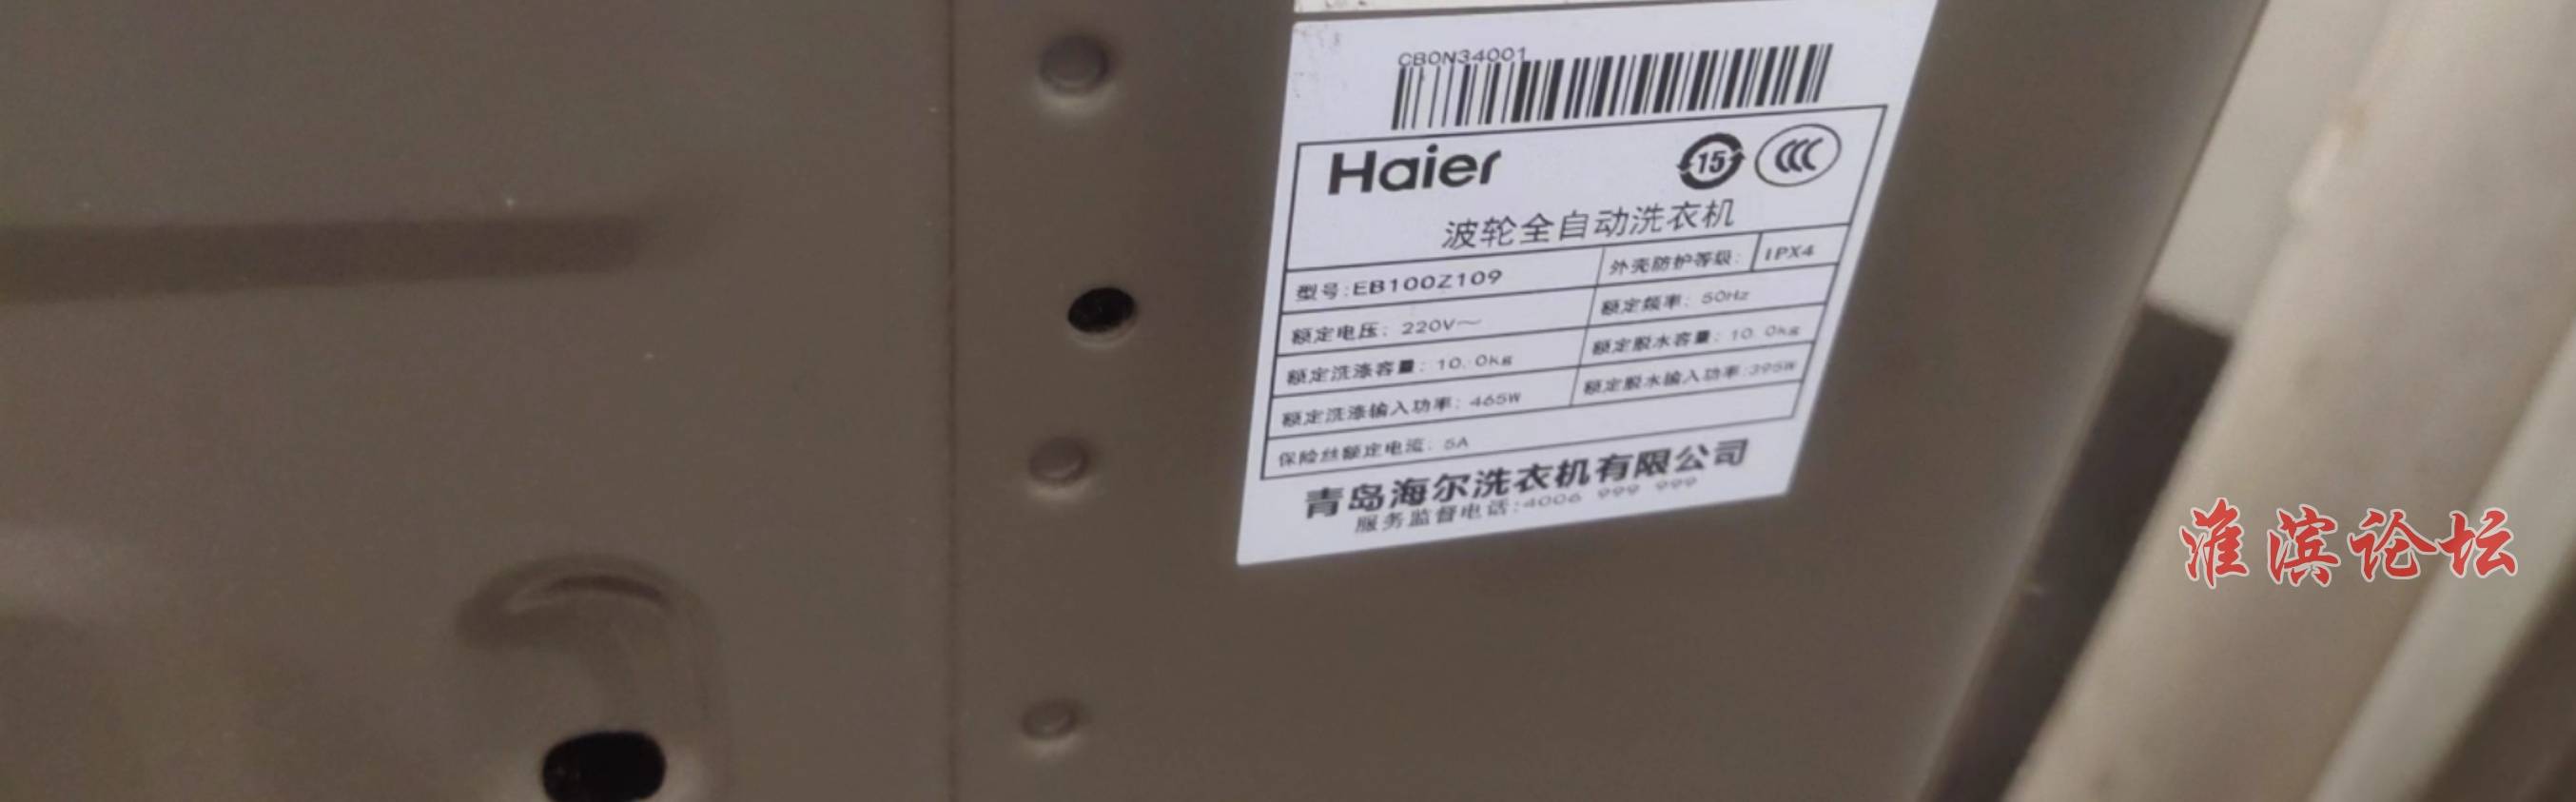 CB0N34001
Haier
15 CCC
波轮全自动洗衣机
型号:EB100Z109 外壳防护等级: IPX4
额定电压: 220V～ 额定频率: 50Hz
额定洗涤容量: 10.0kg 额定脱水容量: 10.0kg
额定洗涤输入功率: 465W 额定脱水输入功率:395W
保险丝额定电流: 5A
青岛海尔洗衣机有限公司
服务监督电话:4006 999 999
淮滨论坛